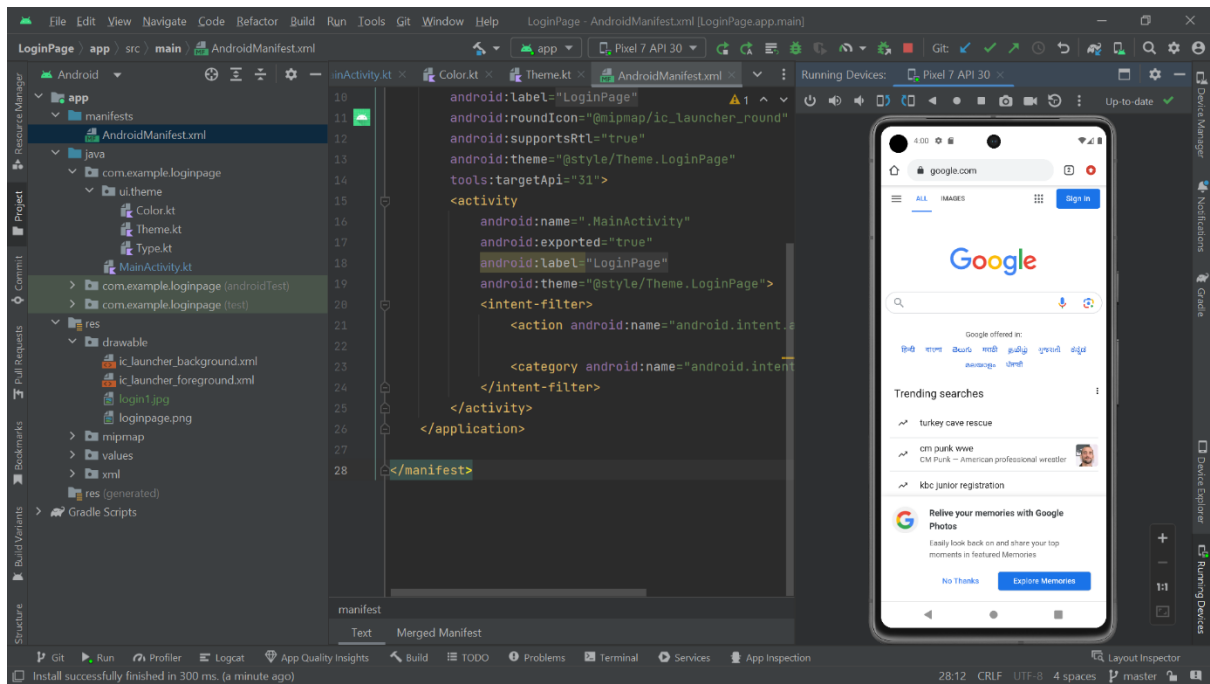 File Edit View Navigate Code Refactor Build Run Tools Git Window Help LoginPage - AndroidManifest.xml [LoginPage.app.main]
LoginPage app src main AndroidManifest.xml
app Pixel 7 API 30 Git:
Android
app
manifests
AndroidManifest.xml
java
com.example.loginpage
ui.theme
Color.kt
Theme.kt
Type.kt
MainActivity.kt
com.example.loginpage (androidTest)
com.example.loginpage (test)
res
drawable
ic_launcher_background.xml
ic_launcher_foreground.xml
login1.jpg
loginpage.png
mipmap
values
xml
res (generated)
Gradle Scripts
Resource Manager
Project
Commit
Pull Requests
Bookmarks
Build Variants
Structure
inActivity.kt Color.kt Theme.kt AndroidManifest.xml
1
10 android:label="LoginPage"
11 android:roundIcon="@mipmap/ic_launcher_round"
12 android:supportsRtl="true"
13 android:theme="@style/Theme.LoginPage"
14 tools:targetApi="31">
15 <activity
16 android:name=".MainActivity"
17 android:exported="true"
18 android:label="LoginPage"
19 android:theme="@style/Theme.LoginPage">
20 <intent-filter>
21 <action android:name="android.intent.a
22
23 <category android:name="android.intent
24 </intent-filter>
25 </activity>
26 </application>
27
28 </manifest>
manifest
Text Merged Manifest
Running Devices: Pixel 7 API 30
Up-to-date
4:00
google.com
ALL IMAGES Sign in
Google
Google offered in:
हिन्दी বাংলা తెలుగు मराठी தமிழ் ગુજરાતી ಕನ್ನಡ
മലയാളം ਪੰਜਾਬੀ
Trending searches
turkey cave rescue
cm punk wwe
CM Punk — American professional wrestler
kbc junior registration
Relive your memories with Google
Photos
Easily look back on and share your top
moments in featured Memories
No Thanks Explore Memories
1:1
Device Manager
Notifications
Gradle
Device Explorer
Running Devices
Git Run Profiler Logcat App Quality Insights Build TODO Problems Terminal Services App Inspection Layout Inspector
Install successfully finished in 300 ms. (a minute ago) 28:12 CRLF UTF-8 4 spaces master